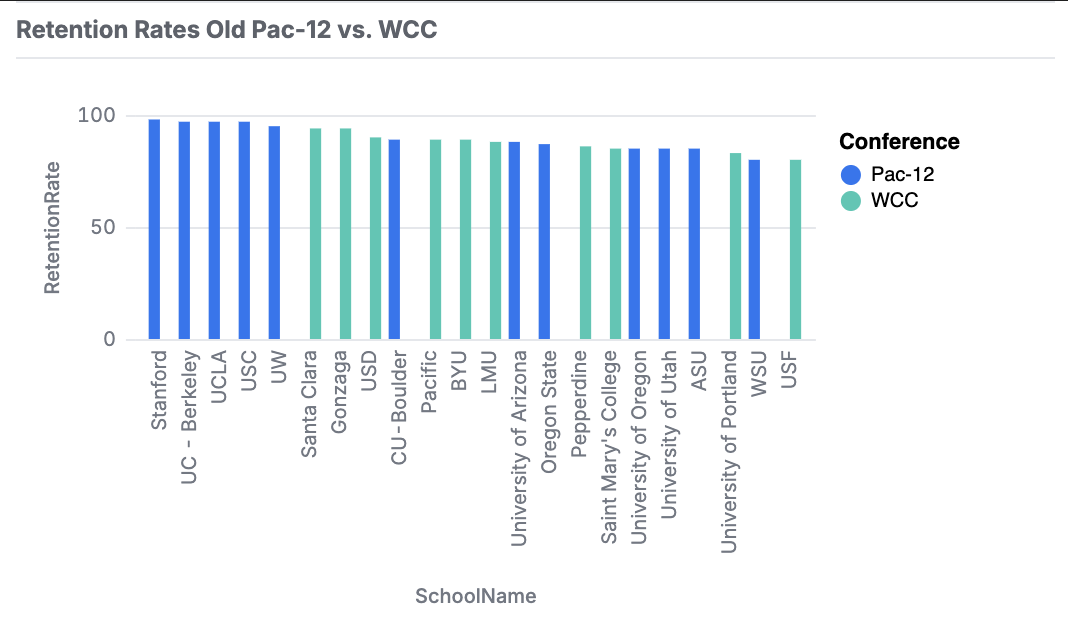 Retention Rates Old Pac-12 vs. WCC
100
50
0
RetentionRate
Stanford
UC - Berkeley
UCLA
USC
UW
Santa Clara
Gonzaga
USD
CU - Boulder
Pacific
BYU
LMU
University of Arizona
Oregon State
Pepperdine
Saint Mary's College
University of Oregon
University of Utah
ASU
University of Portland
WSU
USF
SchoolName
Conference
Pac-12
WCC